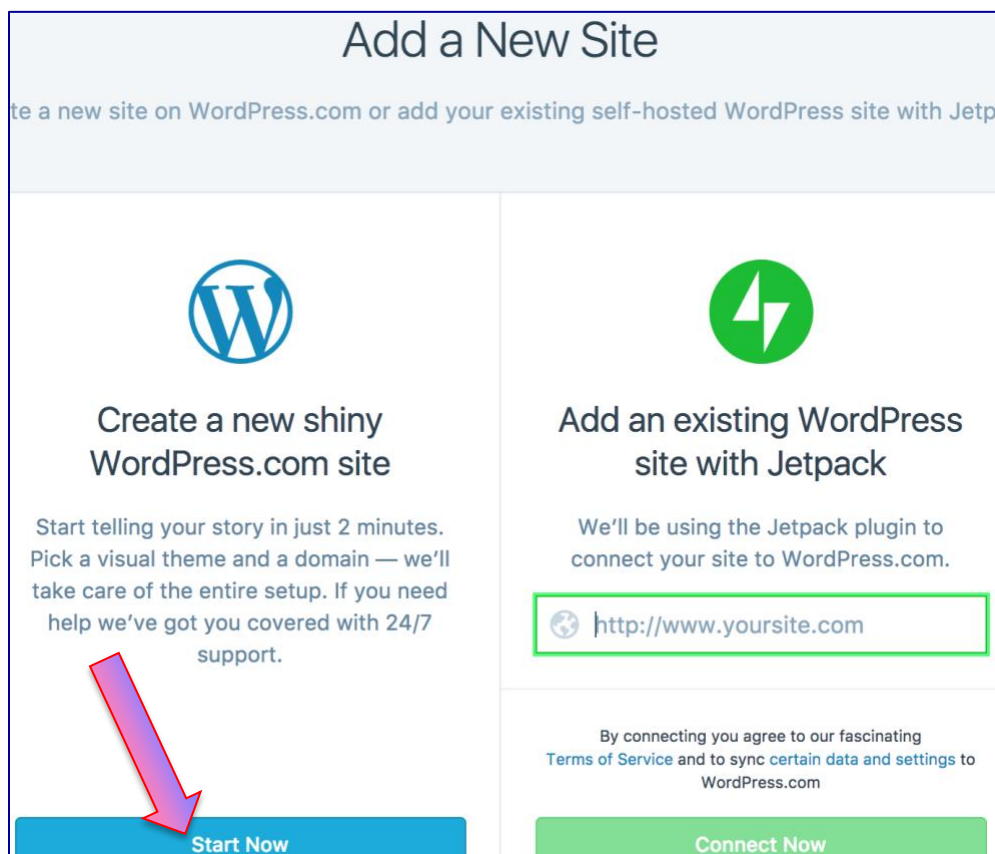 Add a New Site
te a new site on WordPress.com or add your existing self-hosted WordPress site with Jetp
Create a new shiny
WordPress.com site
Start telling your story in just 2 minutes.
Pick a visual theme and a domain — we'll
take care of the entire setup. If you need
help we've got you covered with 24/7
support.
Start Now
Add an existing WordPress
site with Jetpack
We'll be using the Jetpack plugin to
connect your site to WordPress.com.
http://www.yoursite.com
By connecting you agree to our fascinating
Terms of Service and to sync certain data and settings to
WordPress.com
Connect Now